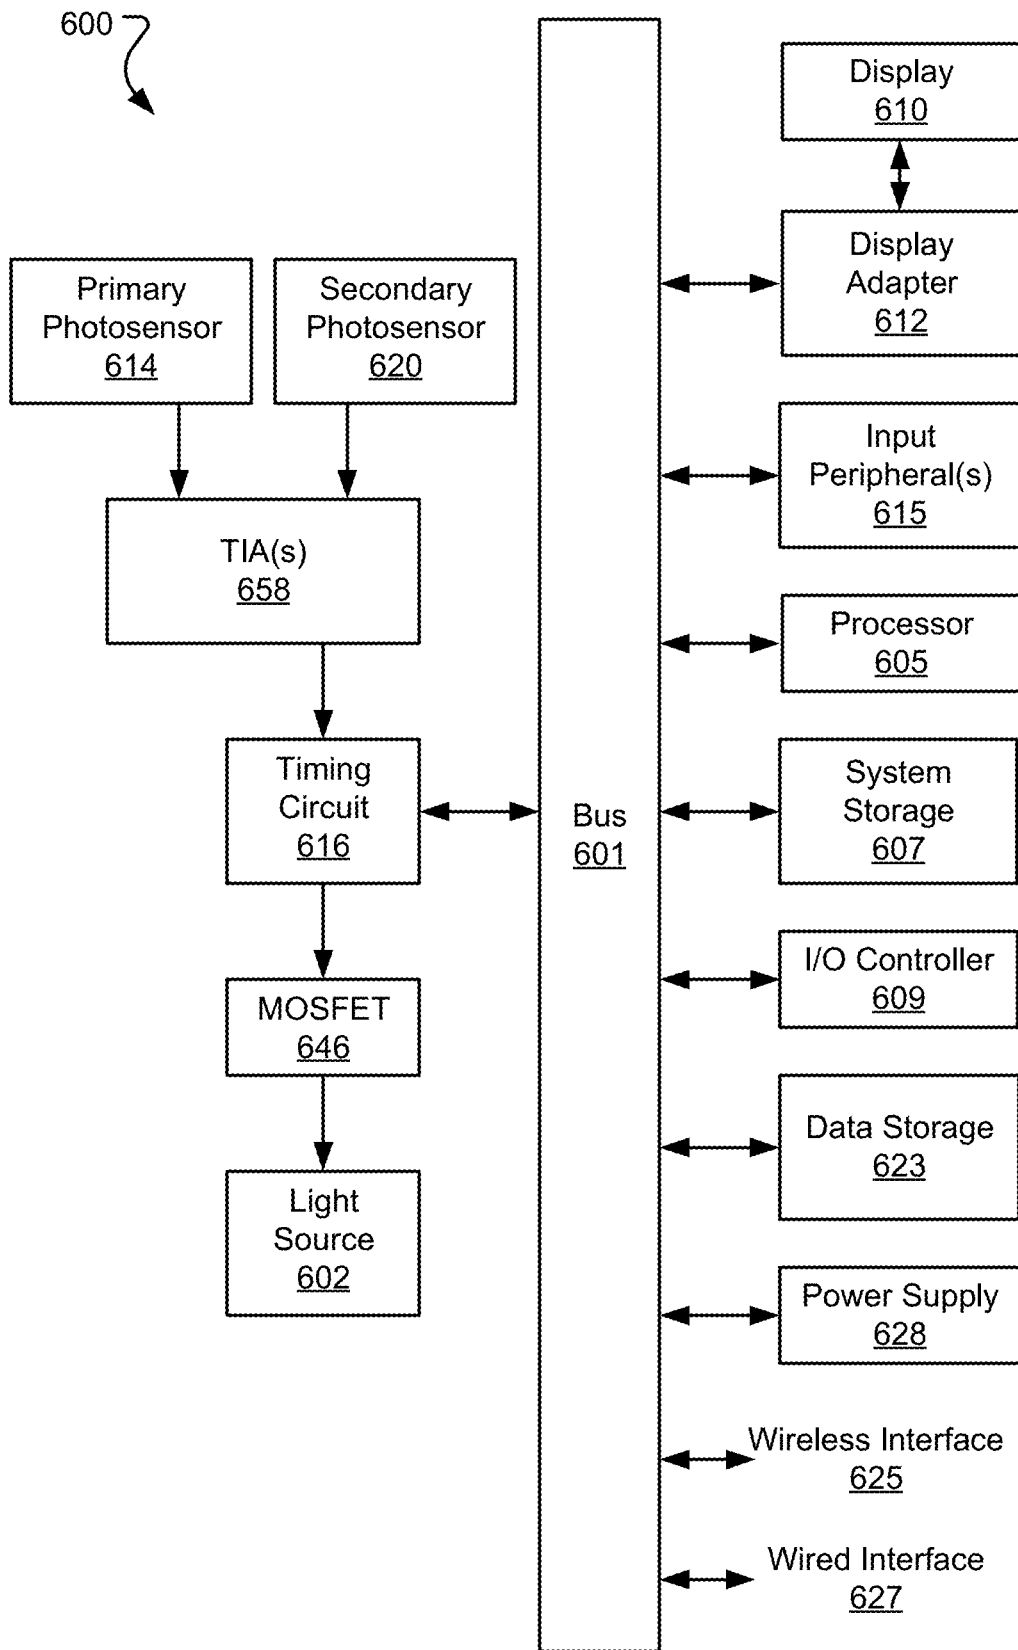 600
Display
610
Display
Adapter
612
Primary
Photosensor
614
Secondary
Photosensor
620
Input
Peripheral(s)
615
TIA(s)
658
Processor
605
Timing
Circuit
616
Bus
601
System
Storage
607
I/O Controller
609
MOSFET
646
Data Storage
623
Light
Source
602
Power Supply
628
Wireless Interface
625
Wired Interface
627